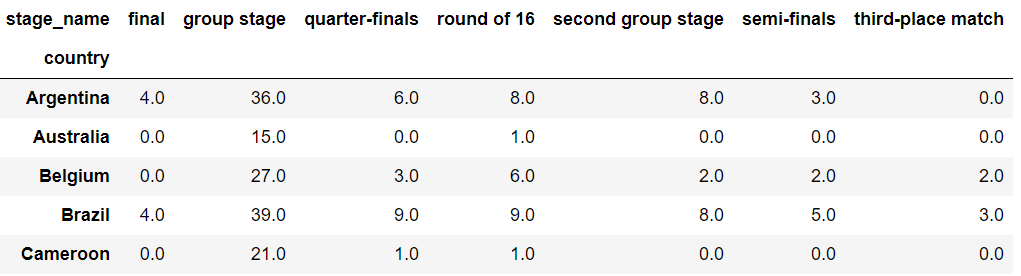 stage_name final group stage quarter-finals round of 16 second group stage semi-finals third-place match
country
Argentina 4.0 36.0 6.0 8.0 8.0 3.0 0.0
Australia 0.0 15.0 0.0 1.0 0.0 0.0 0.0
Belgium 0.0 27.0 3.0 6.0 2.0 2.0 2.0
Brazil 4.0 39.0 9.0 9.0 8.0 5.0 3.0
Cameroon 0.0 21.0 1.0 1.0 0.0 0.0 0.0